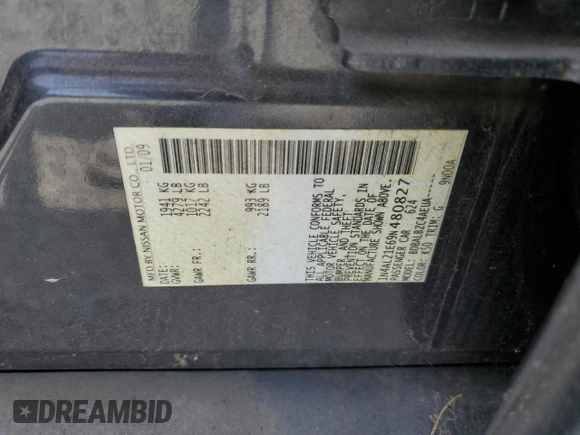 MFD.BY.NISSAN MOTOR CO., LTD.
01/09
GVWR: 1941 KG
4279 LB
GAWR FR.: 1017 KG
2242 LB
GAWR RR.: 993 KG
2189 LB
THIS VEHICLE CONFORMS TO
ALL APPLICABLE FEDERAL
MOTOR VEHICLE SAFETY,
BUMPER, AND THEFT
PREVENTION STANDARDS IN
EFFECT ON THE DATE OF
MANUFACTURE SHOWN ABOVE.
1N4AL21E69N480827
PASSENGER CAR 624
MODEL: BDBALBZL4AEUA-----
COLOR: K50 TRIM: G 9N00A
DREAMBID